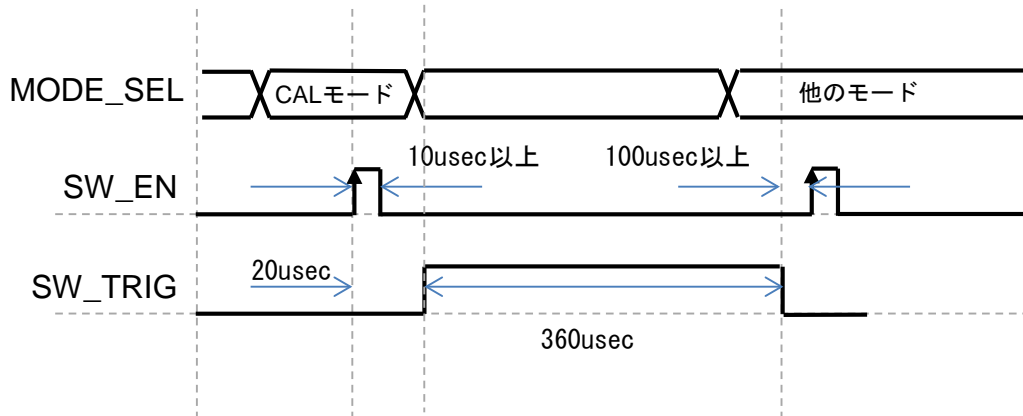 MODE_SEL
CALモード
他のモード
10usec以上
100usec以上
SW_EN
20usec
SW_TRIG
360usec